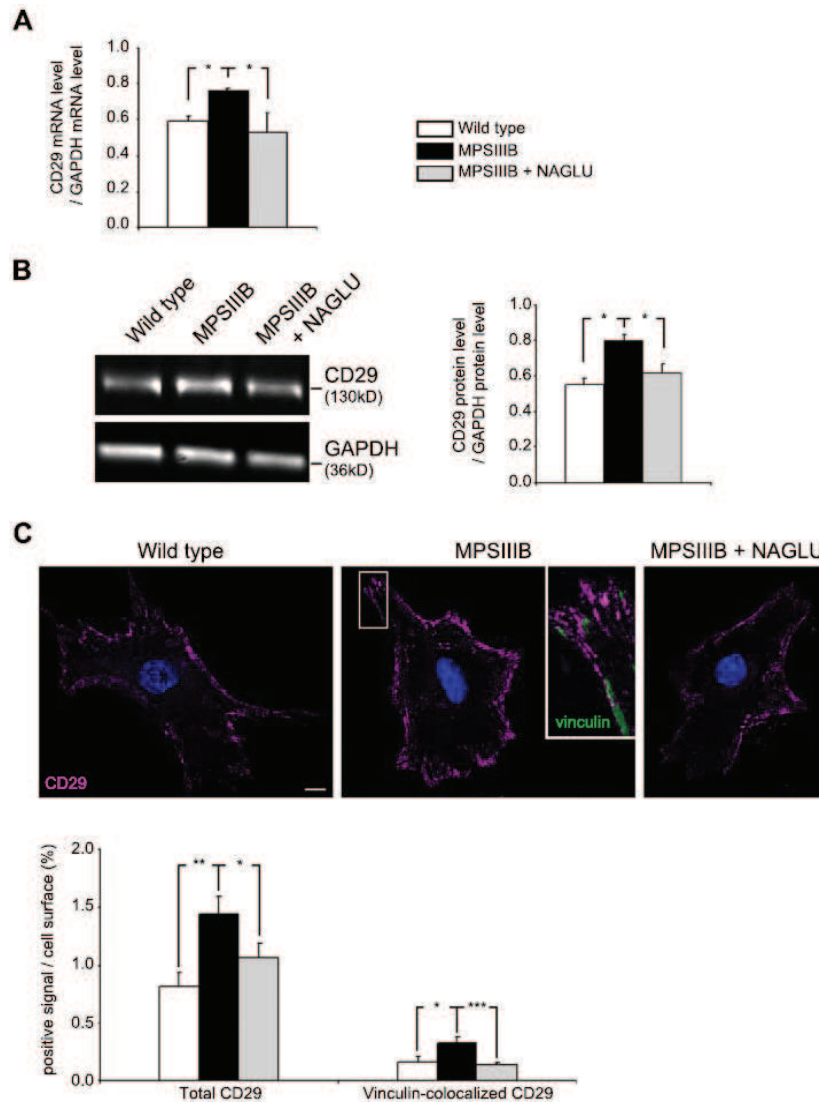 A
CD29 mRNA level
/ GAPDH mRNA level
1.0
0.8
0.6
0.4
0.2
0.0
* *
Wild type
MPSIIIB
MPSIIIB + NAGLU
B
Wild type
MPSIIIB
MPSIIIB
+ NAGLU
CD29
(130kD)
GAPDH
(36kD)
CD29 protein level
/ GAPDH protein level
1.0
0.8
0.6
0.4
0.2
0.0
* *
C
Wild type
MPSIIIB
MPSIIIB + NAGLU
CD29
vinculin
positive signal / cell surface (%)
2.0
1.5
1.0
0.5
0.0
** *
* ***
Total CD29
Vinculin-colocalized CD29